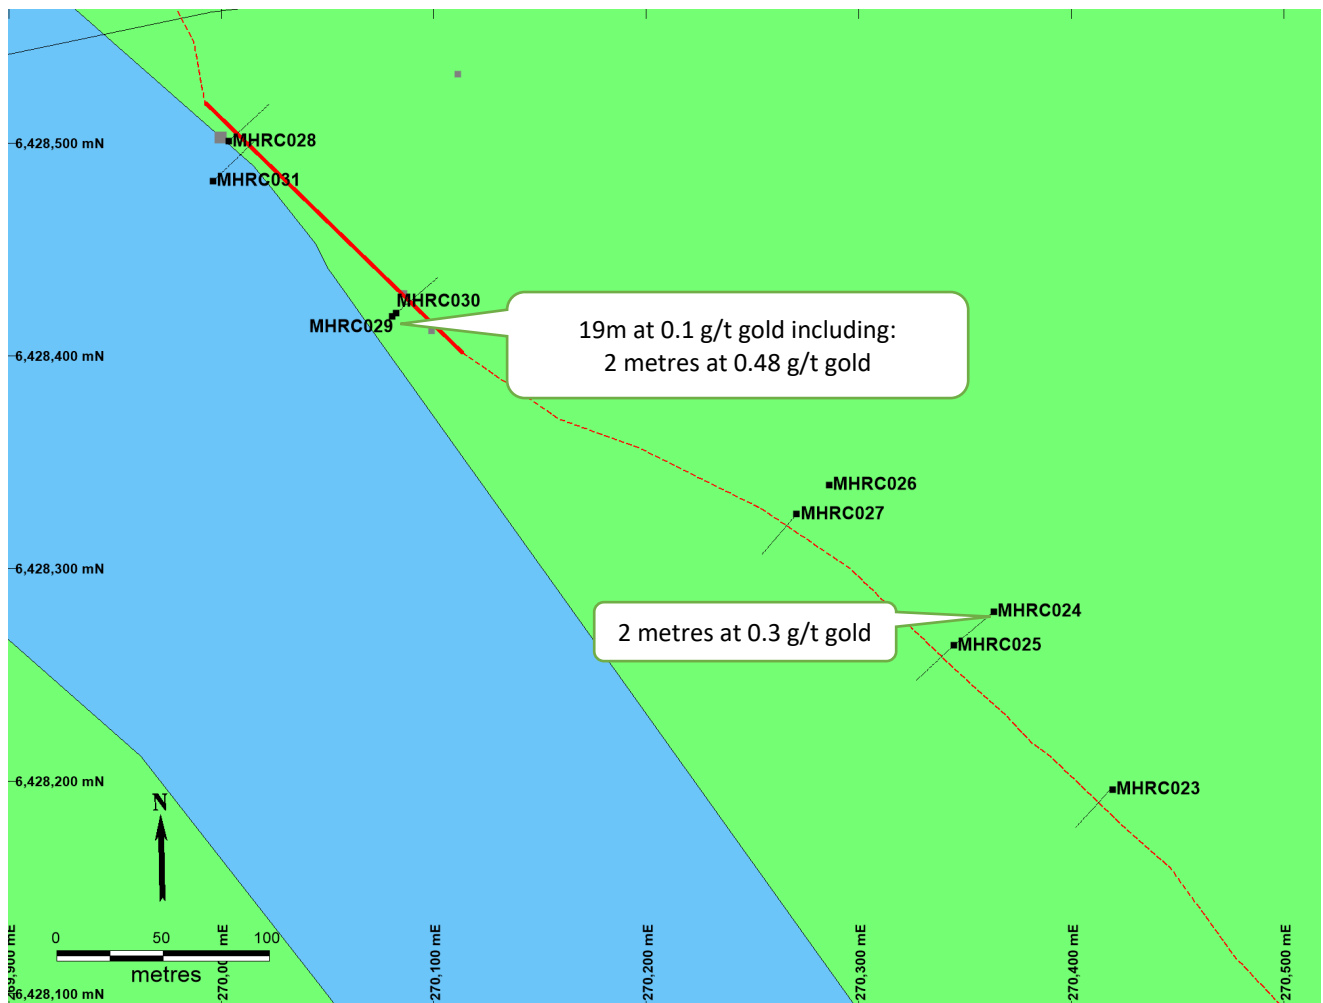 6,428,500 mN
MHRC028
MHRC031
MHRC030
MHRC029
19m at 0.1 g/t gold including:
2 metres at 0.48 g/t gold
6,428,400 mN
MHRC026
MHRC027
6,428,300 mN
2 metres at 0.3 g/t gold
MHRC024
MHRC025
6,428,200 mN
MHRC023
N
0 50 100
metres
mE
270,100 mE
270,200 mE
270,300 mE
270,400 mE
270,500 mE
6,428,100 mN